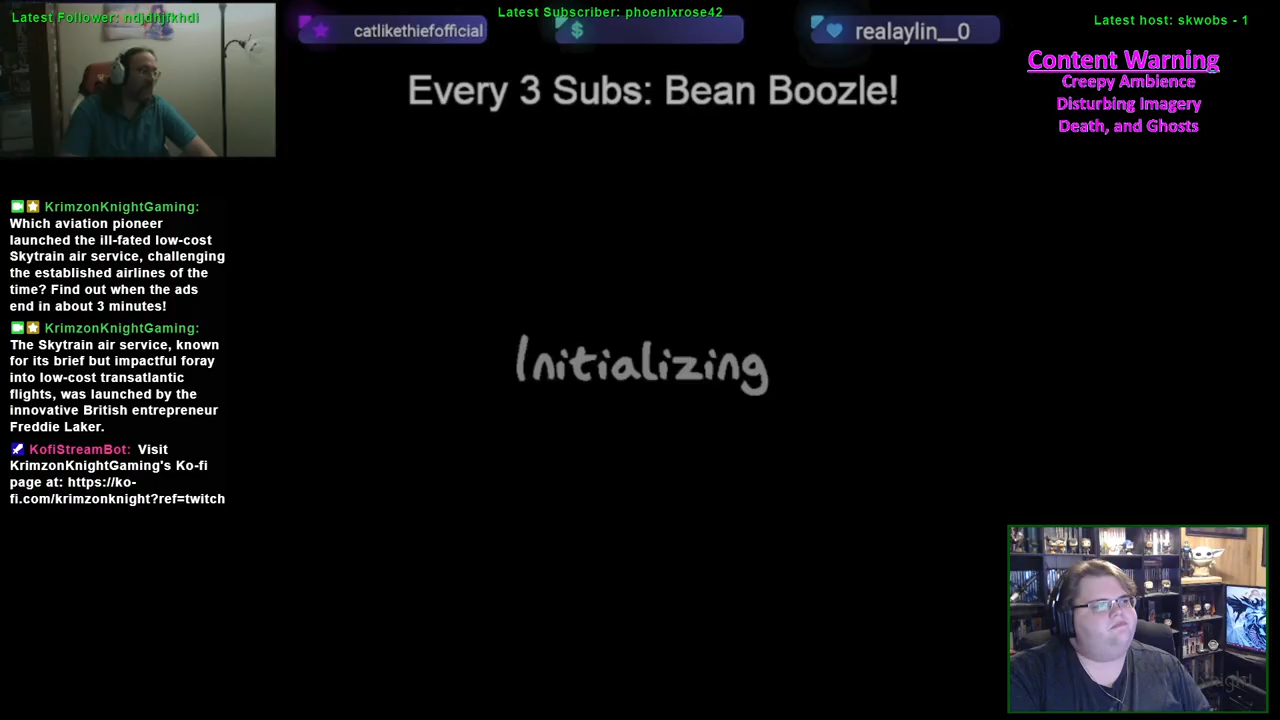 Latest Follower: ndjdhjfkhdi
Latest Subscriber: phoenixrose42
Latest host: skwobs - 1
catlikethiefofficial
$
realaylin__0
Every 3 Subs: Bean Boozle!
Content Warning
Creepy Ambience
Disturbing Imagery
Death, and Ghosts
KrimzonKnightGaming:
Which aviation pioneer
launched the ill-fated low-cost
Skytrain air service, challenging
the established airlines of the
time? Find out when the ads
end in about 3 minutes!
KrimzonKnightGaming:
The Skytrain air service, known
for its brief but impactful foray
into low-cost transatlantic
flights, was launched by the
innovative British entrepreneur
Freddie Laker.
KofiStreamBot: Visit
KrimzonKnightGaming's Ko-fi
page at: https://ko-
fi.com/krimzonknight?ref=twitch
Initializing